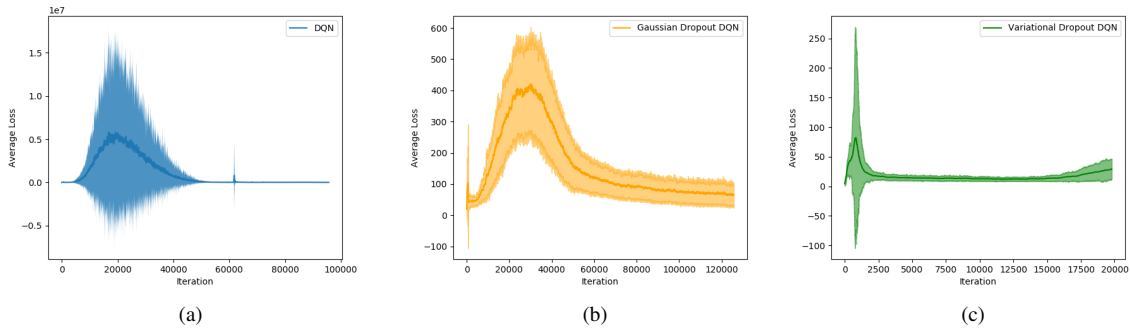 1e7
DQN
1.5
1.0
0.5
0.0
−0.5
Average Loss
0 20000 40000 60000 80000 100000
Iteration
(a)
Gaussian Dropout DQN
600
500
400
300
200
100
0
−100
Average Loss
0 20000 40000 60000 80000 100000 120000
Iteration
(b)
Variational Dropout DQN
250
200
150
100
50
0
−50
−100
Average Loss
0 2500 5000 7500 10000 12500 15000 17500 20000
Iteration
(c)